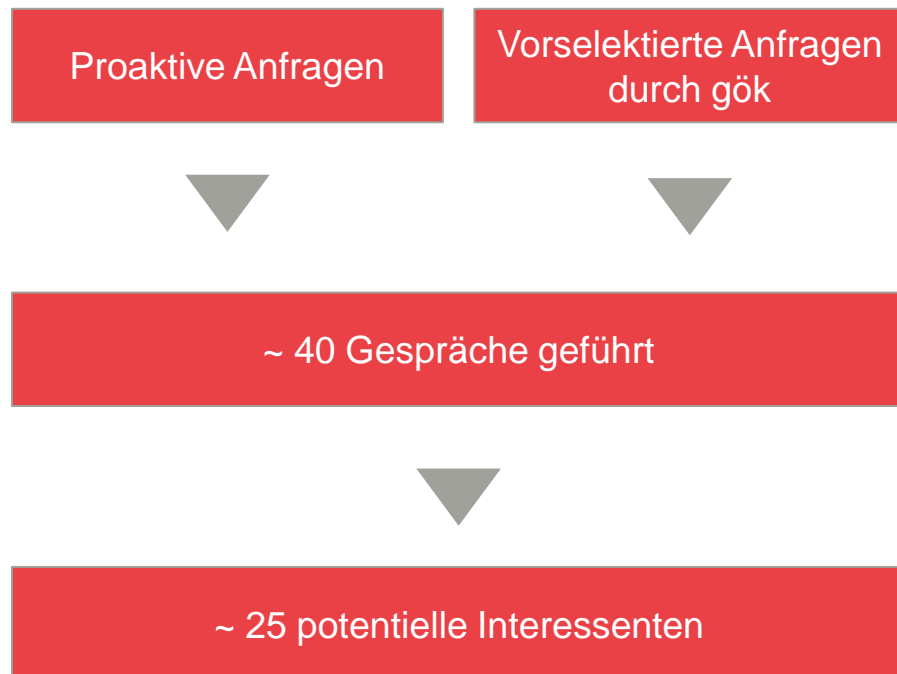 Proaktive Anfragen
Vorselektierte Anfragen
durch gök
~ 40 Gespräche geführt
~ 25 potentielle Interessenten